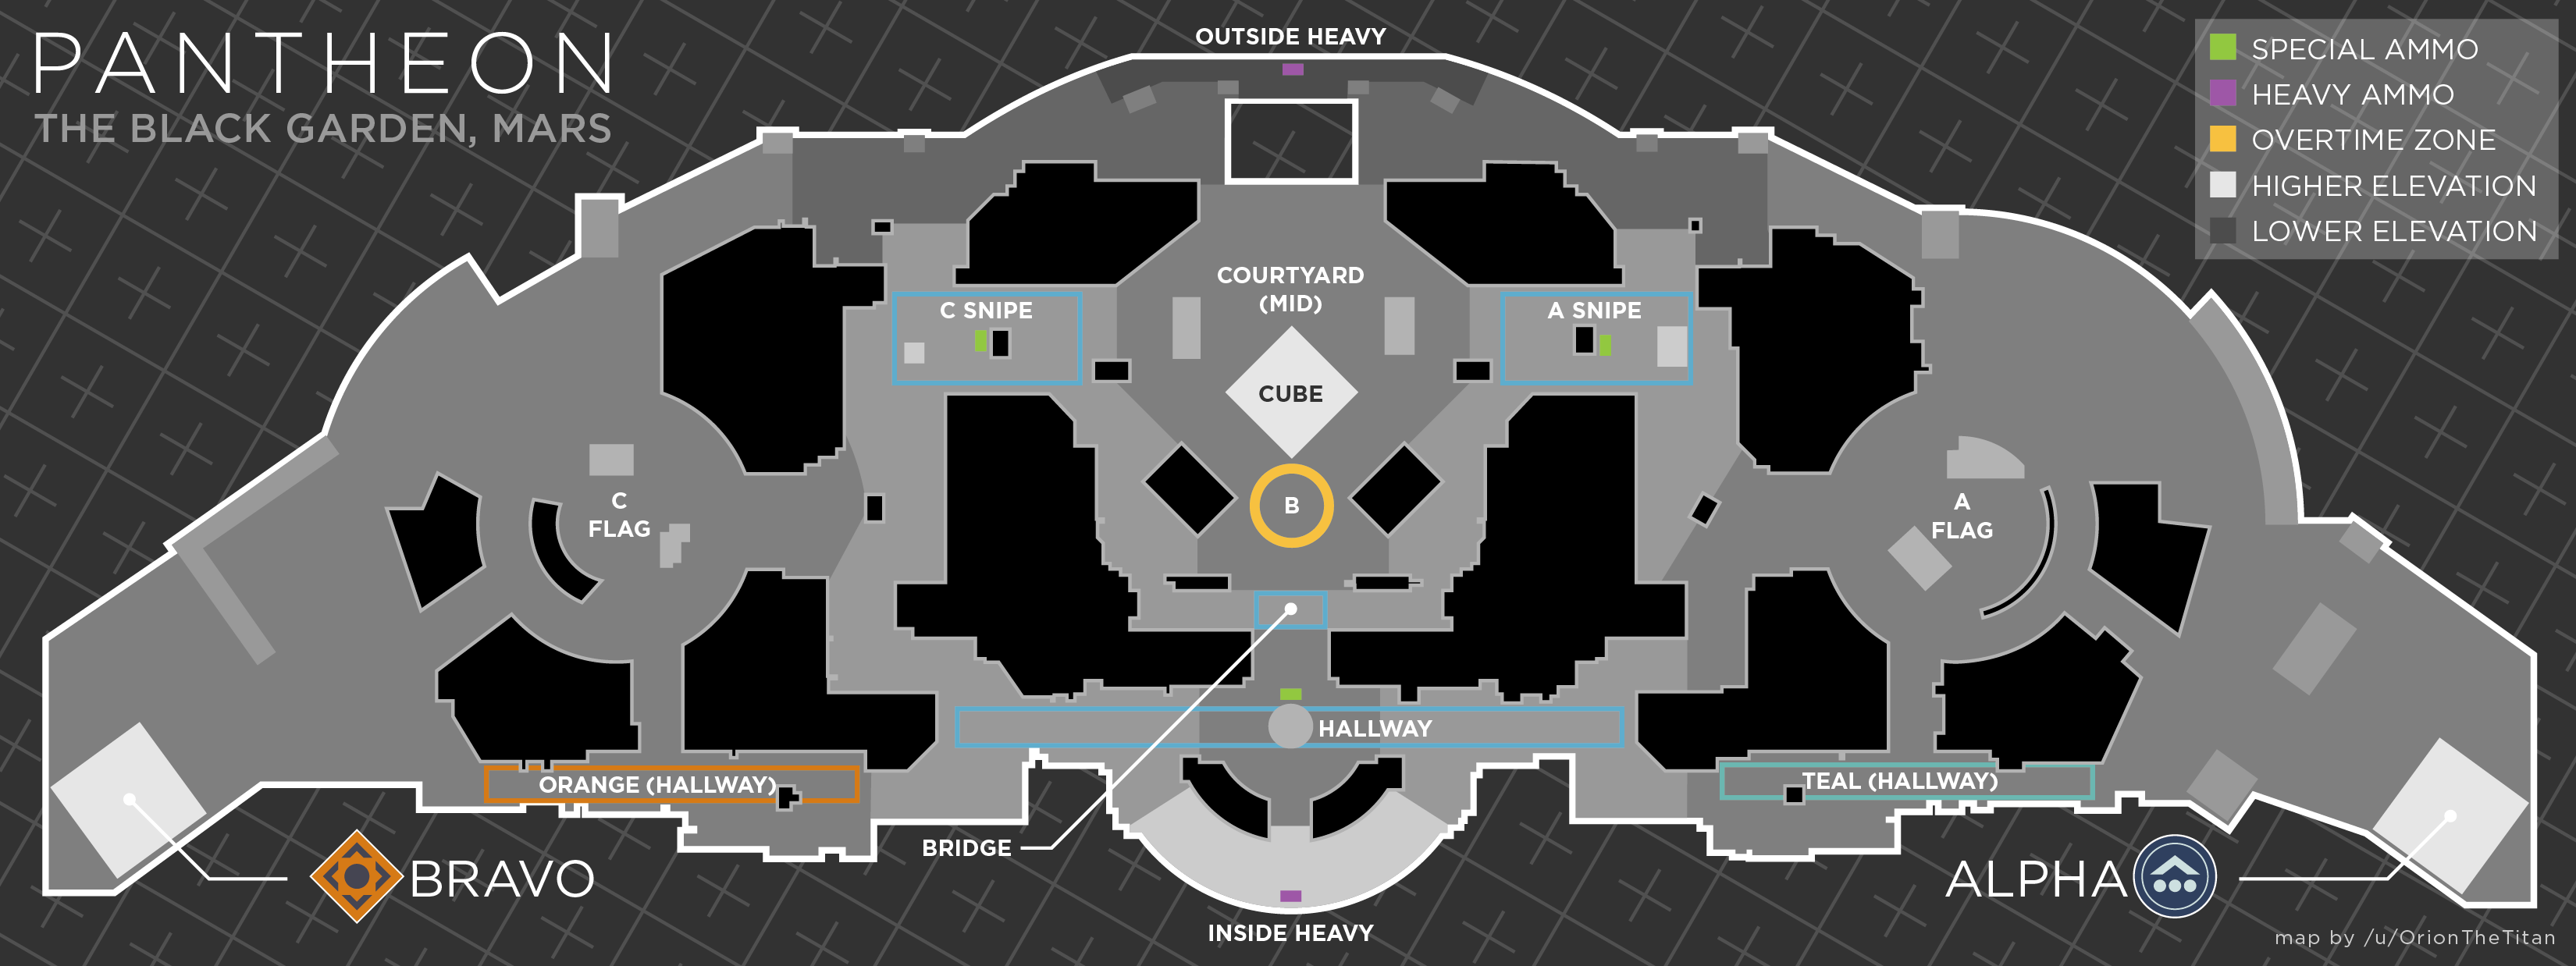 PANTHEON
THE BLACK GARDEN, MARS
OUTSIDE HEAVY
SPECIAL AMMO
HEAVY AMMO
OVERTIME ZONE
HIGHER ELEVATION
LOWER ELEVATION
COURTYARD
(MID)
C SNIPE
A SNIPE
CUBE
C
FLAG
B
A
FLAG
HALLWAY
ORANGE (HALLWAY)
TEAL (HALLWAY)
BRIDGE
BRAVO
ALPHA
INSIDE HEAVY
map by /u/OrionTheTitan